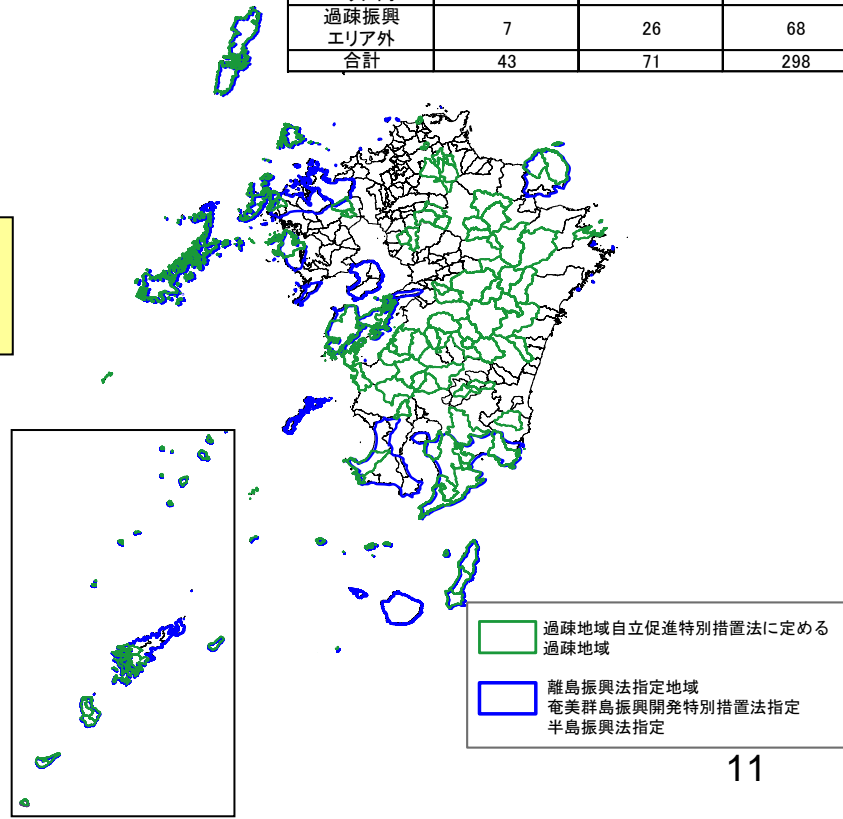 過疎振興
エリア外
7 26 68
合計 43 71 298
過疎地域自立促進特別措置法に定める
過疎地域
離島振興法指定地域
奄美群島振興開発特別措置法指定
半島振興法指定
11